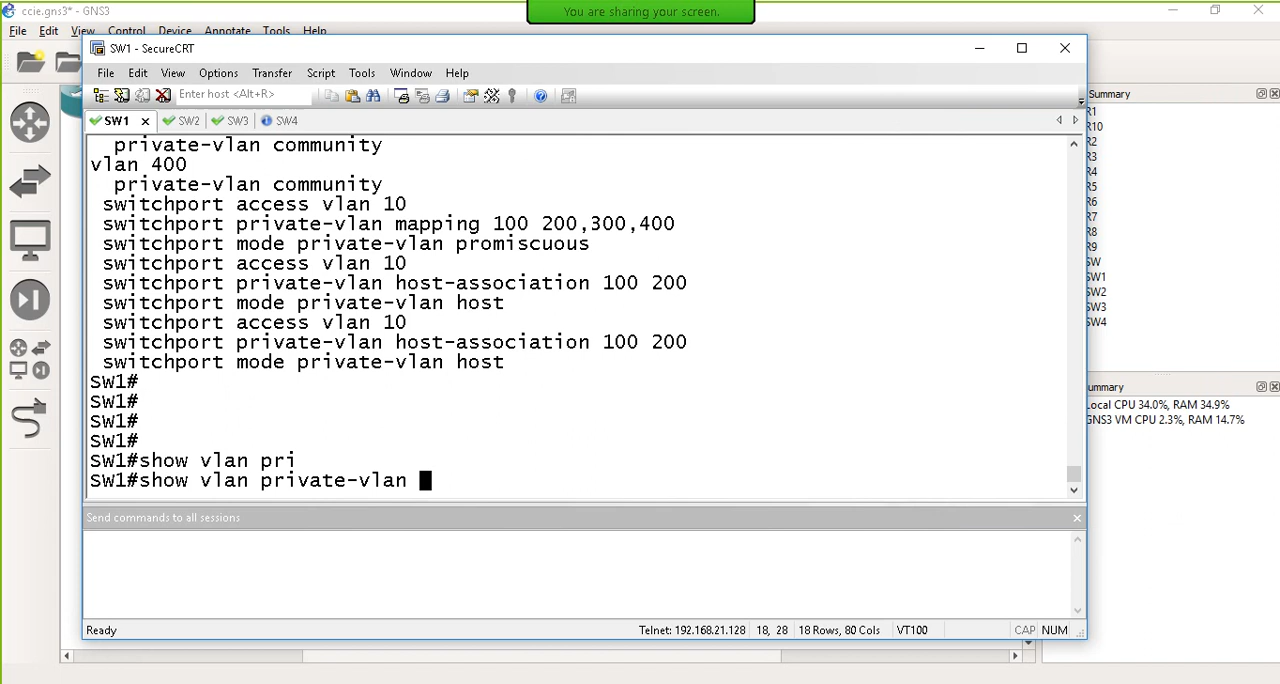 ccie.gns3* - GNS3
You are sharing your screen.
File Edit View Control Device Annotate Tools Help
SW1 - SecureCRT
File Edit View Options Transfer Script Tools Window Help
Enter host <Alt+R>
SW1 SW2 SW3 SW4
private-vlan community
vlan 400
private-vlan community
switchport access vlan 10
switchport private-vlan mapping 100 200,300,400
switchport mode private-vlan promiscuous
switchport access vlan 10
switchport private-vlan host-association 100 200
switchport mode private-vlan host
switchport access vlan 10
switchport private-vlan host-association 100 200
switchport mode private-vlan host
SW1#
SW1#
SW1#
SW1#
SW1#show vlan pri
SW1#show vlan private-vlan
Send commands to all sessions
Ready
Telnet: 192.168.21.128 18, 28 18 Rows, 80 Cols VT100 CAP NUM
Summary
R1
R10
R2
R3
R4
R5
R6
R7
R8
R9
SW
SW1
SW2
SW3
SW4
ummary
Local CPU 34.0%, RAM 34.9%
GNS3 VM CPU 2.3%, RAM 14.7%